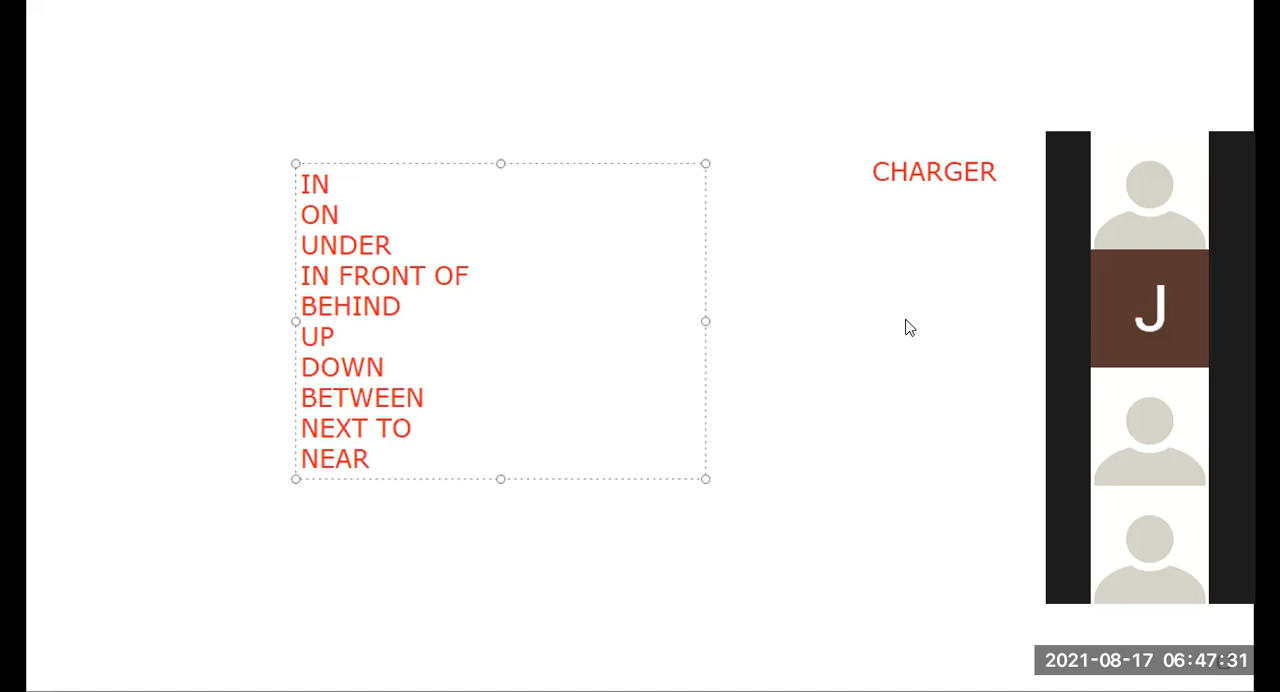 IN
ON
UNDER
IN FRONT OF
BEHIND
UP
DOWN
BETWEEN
NEXT TO
NEAR
CHARGER
J
2021-08-17 06:47:31